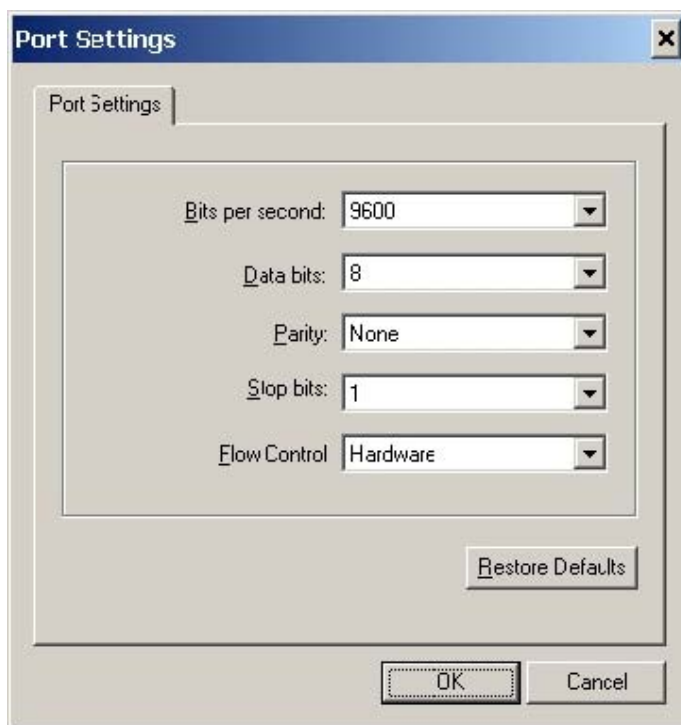 Port Settings
Port Settings
Bits per second: 9600
Data bits: 8
Parity: None
Stop bits: 1
Flow Control Hardware
Restore Defaults
OK Cancel